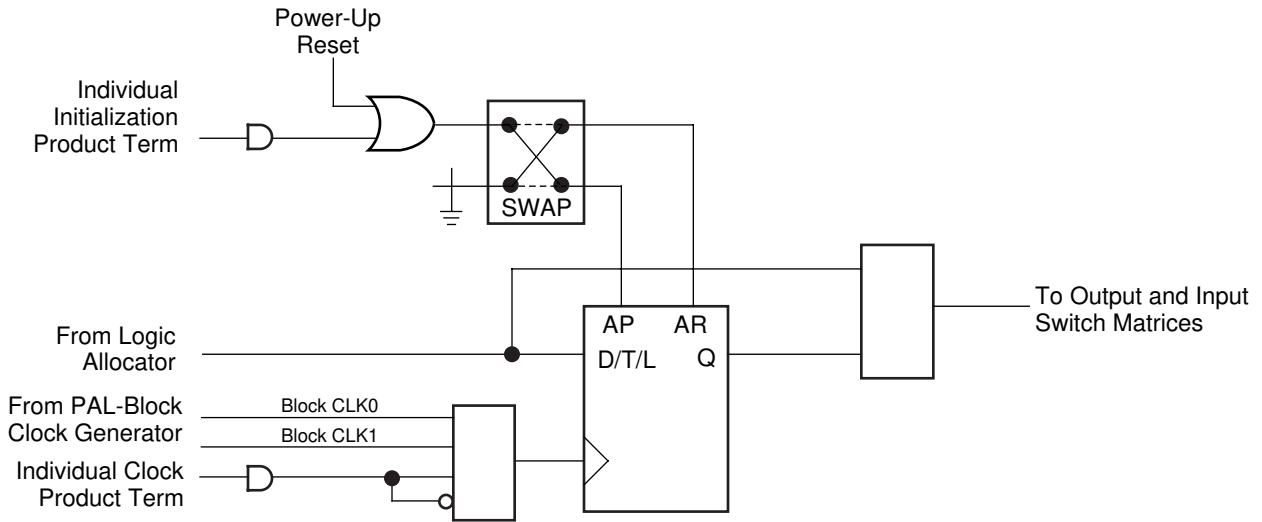 Power-Up
Reset
Individual
Initialization
Product Term
SWAP
AP AR
D/T/L Q
To Output and Input
Switch Matrices
From Logic
Allocator
From PAL-Block
Clock Generator
Block CLK0
Block CLK1
Individual Clock
Product Term